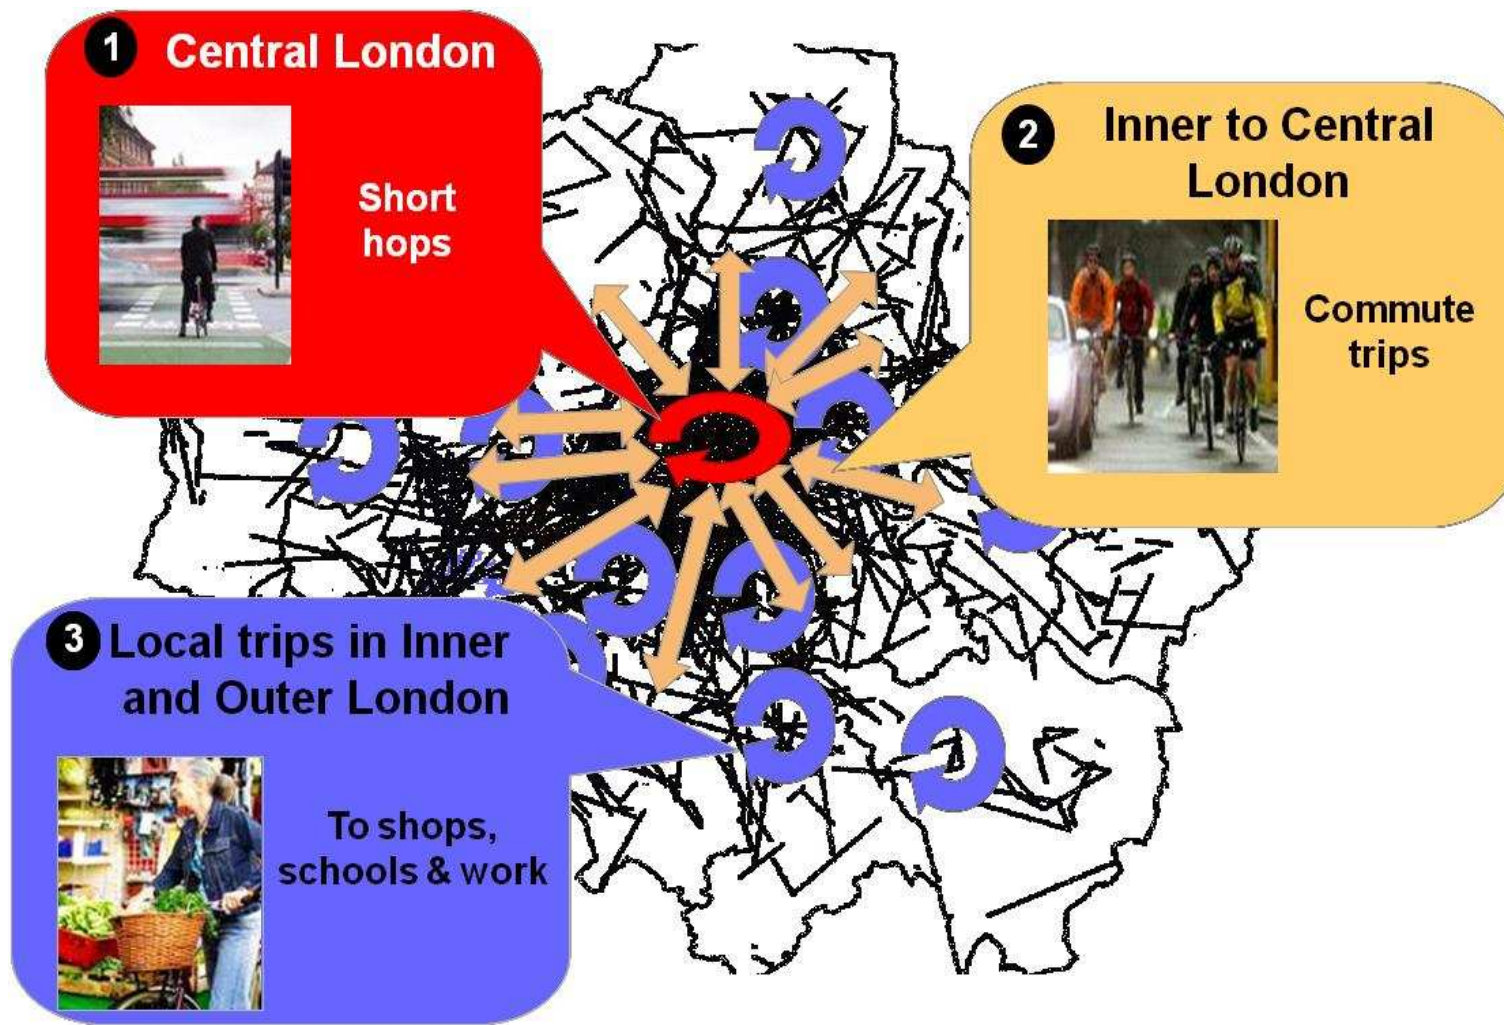 1 Central London
Short
hops
2 Inner to Central
London
Commute
trips
3 Local trips in Inner
and Outer London
To shops,
schools & work